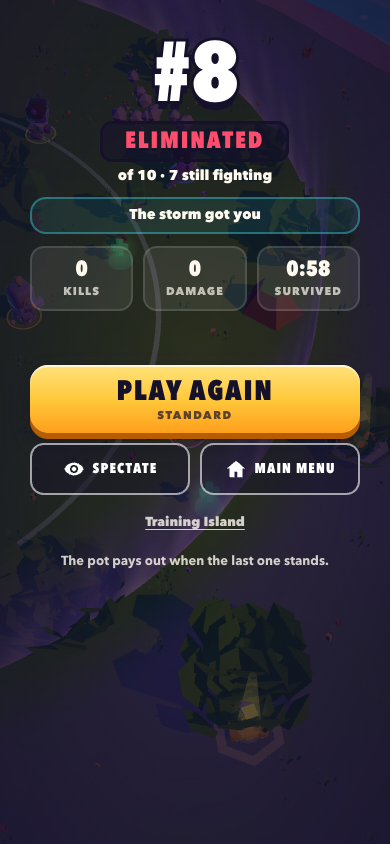 #8
ELIMINATED
of 10 · 7 still fighting
The storm got you
0 0 0:58
KILLS DAMAGE SURVIVED
PLAY AGAIN
STANDARD
SPECTATE MAIN MENU
Training Island
The pot pays out when the last one stands.